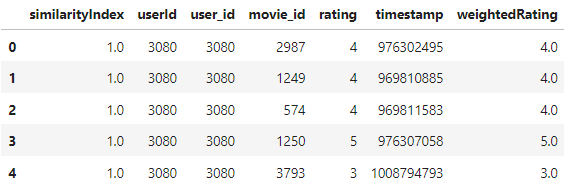 similarityIndex userId user_id movie_id rating timestamp weightedRating
0 1.0 3080 3080 2987 4 976302495 4.0
1 1.0 3080 3080 1249 4 969810885 4.0
2 1.0 3080 3080 574 4 969811583 4.0
3 1.0 3080 3080 1250 5 976307058 5.0
4 1.0 3080 3080 3793 3 1008794793 3.0